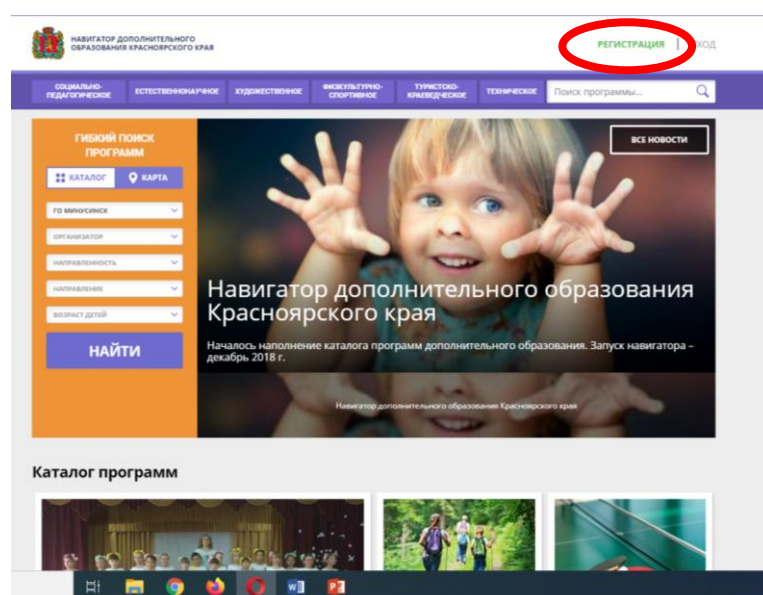 НАВИГАТОР ДОПОЛНИТЕЛЬНОГО
ОБРАЗОВАНИЯ КРАСНОЯРСКОГО КРАЯ
РЕГИСТРАЦИЯ | ХОД
СОЦИАЛЬНО-
ПЕДАГОГИЧЕСКОЕ
ЕСТЕСТВЕННОНАУЧНОЕ
ХУДОЖЕСТВЕННОЕ
ФИЗКУЛЬТУРНО-
СПОРТИВНОЕ
ТУРИСТСКО-
КРАЕВЕДЧЕСКОЕ
ТЕХНИЧЕСКОЕ
Поиск программы...
ГИБКИЙ ПОИСК
ПРОГРАММ
КАТАЛОГ
КАРТА
ГО МИНУСИНСК
ОРГАНИЗАТОР
НАПРАВЛЕННОСТЬ
НАПРАВЛЕНИЕ
ВОЗРАСТ ДЕТЕЙ
НАЙТИ
ВСЕ НОВОСТИ
Навигатор дополнительного образования
Красноярского края
Началось наполнение каталога программ дополнительного образования. Запуск навигатора –
декабрь 2018 г.
Навигатор дополнительного образования Красноярского края
Каталог программ